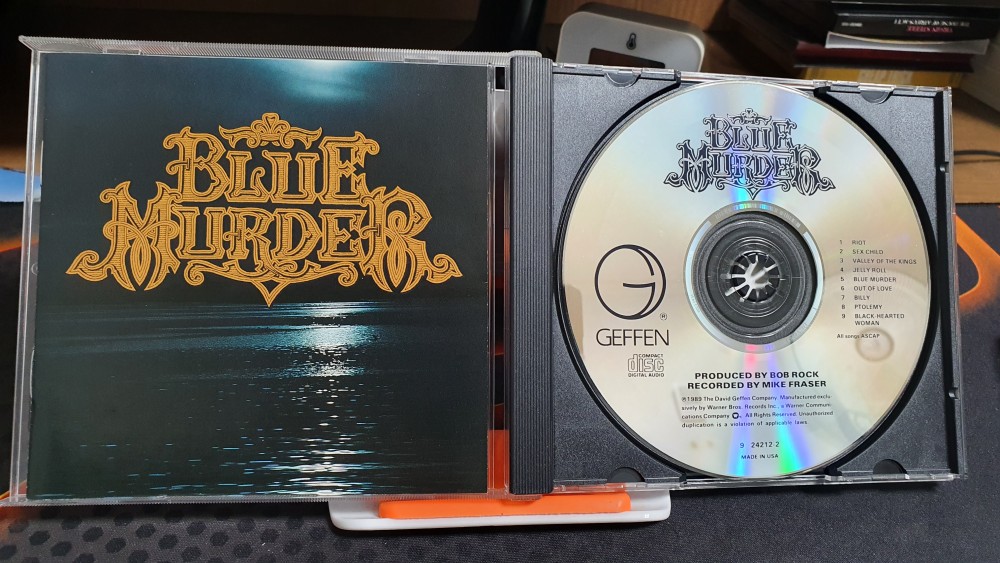 BLUE
MURDER
BLUE
MURDER
1 RIOT
2 SEX CHILD
3 VALLEY OF THE KINGS
4 JELLY ROLL
5 BLUE MURDER
6 OUT OF LOVE
7 BILLY
8 PTOLEMY
9 BLACK HEARTED
WOMAN
All songs ASCAP
G
®
GEFFEN
COMPACT
disc
DIGITAL AUDIO
PRODUCED BY BOB ROCK
RECORDED BY MIKE FRASER
℗1989 The David Geffen Company. Manufactured exclu-
sively by Warner Bros. Records Inc., a Warner Communi-
cations Company. All Rights Reserved. Unauthorized
duplication is a violation of applicable laws.
9 24212-2
MADE IN USA